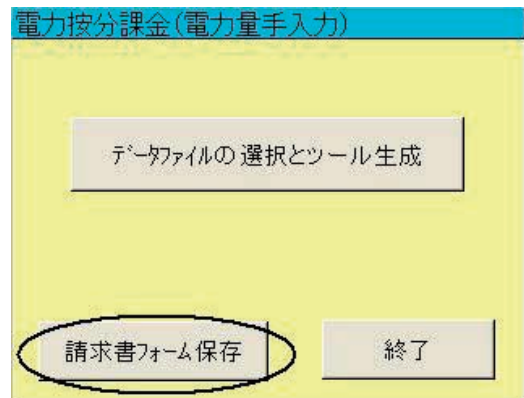 電力按分課金(電力量手入力)
ﾃﾞｰﾀﾌｧｲﾙの選択とツール生成
請求書ﾌｫｰﾑ保存
終了